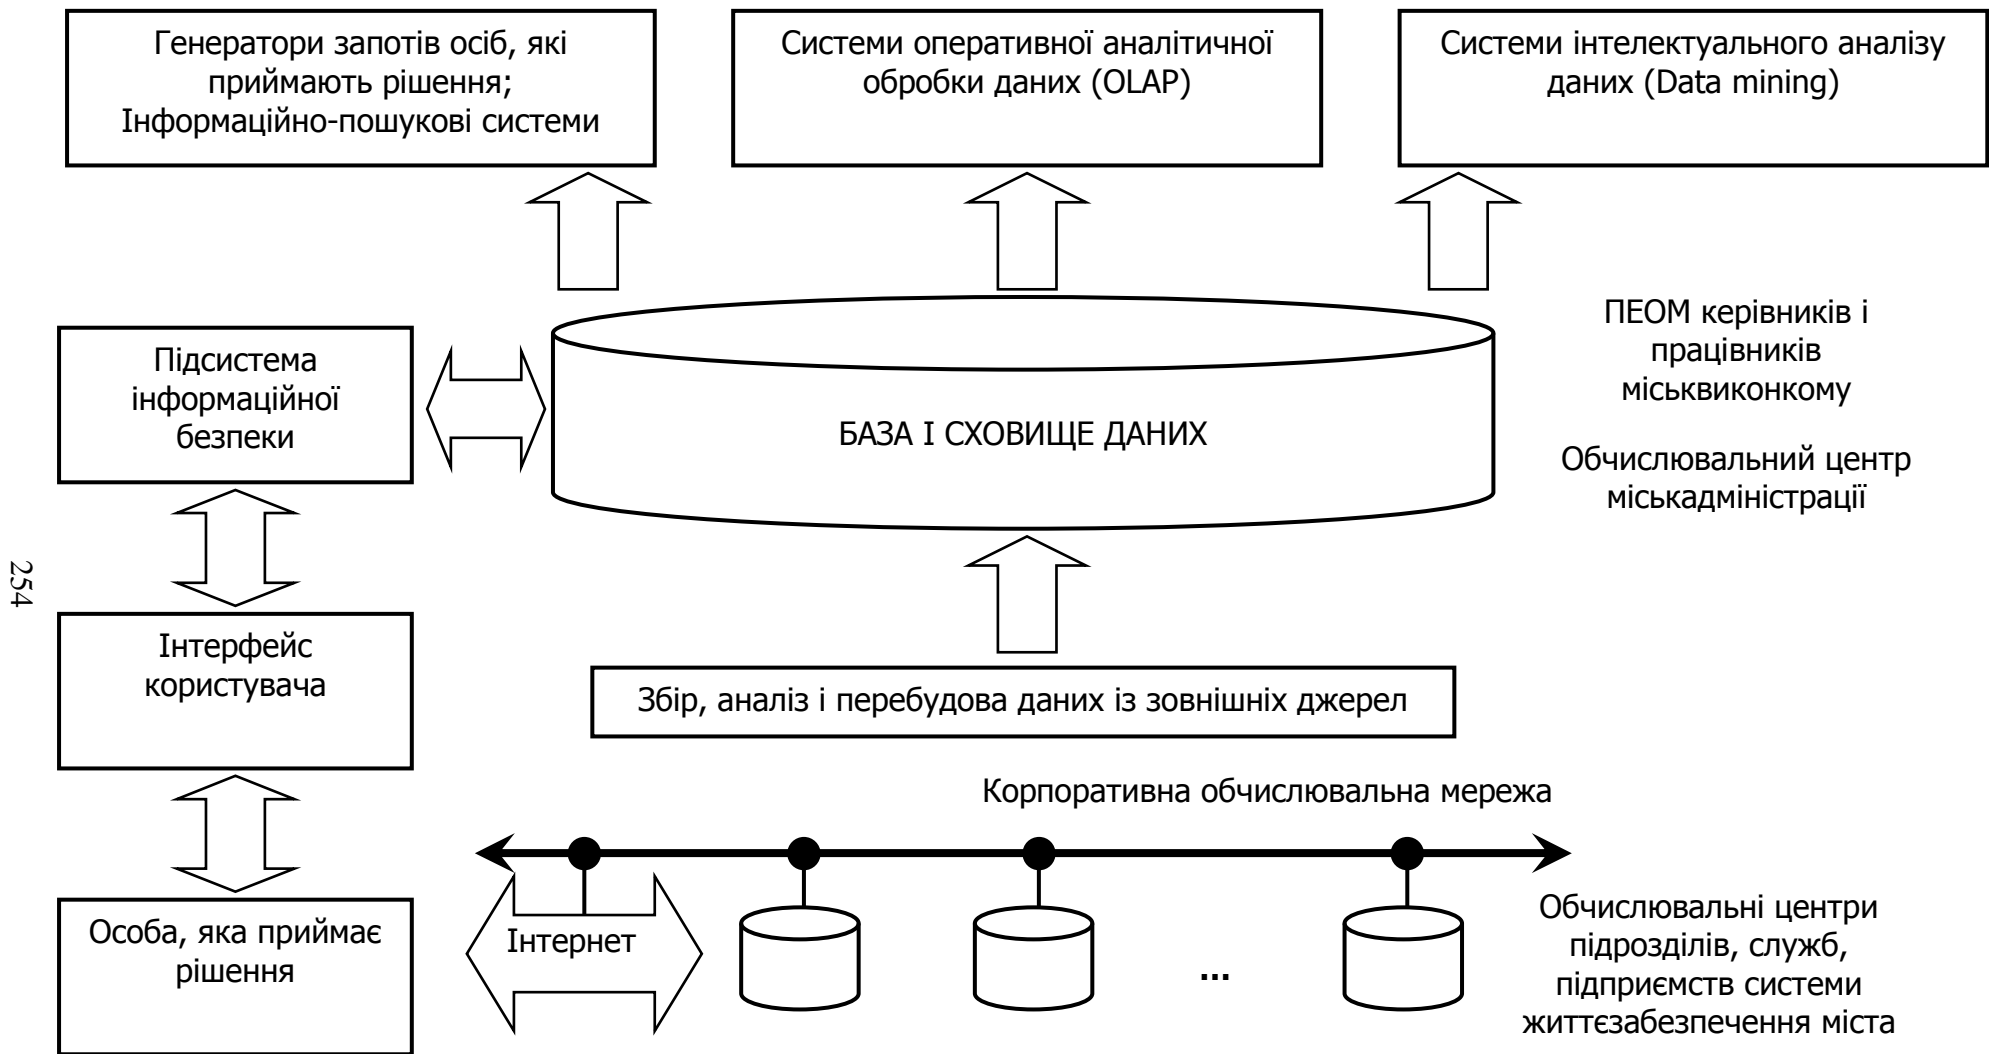 Генератори запотів осіб, які
приймають рішення;
Інформаційно-пошукові системи
Системи оперативної аналітичної
обробки даних (OLAP)
Системи інтелектуального аналізу
даних (Data mining)
Підсистема
інформаційної
безпеки
БАЗА І СХОВИЩЕ ДАНИХ
ПЕОМ керівників і
працівників
міськвиконкому
Обчислювальний центр
міськадміністрації
254
Інтерфейс
користувача
Збір, аналіз і перебудова даних із зовнішніх джерел
Корпоративна обчислювальна мережа
Особа, яка приймає
рішення
Інтернет
...
Обчислювальні центри
підрозділів, служб,
підприємств системи
життєзабезпечення міста